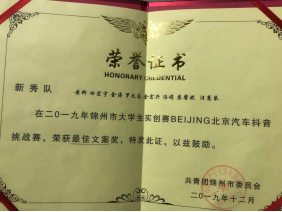 荣誉证书
HONORARY CREDENTIAL
新秀队
在二〇一九年锦州市大学生实创赛BEIJING北京汽车抖音
挑战赛，荣获最佳文案奖，特发此证，以兹鼓励。
共青团锦州市委员会
二〇一九年十二月